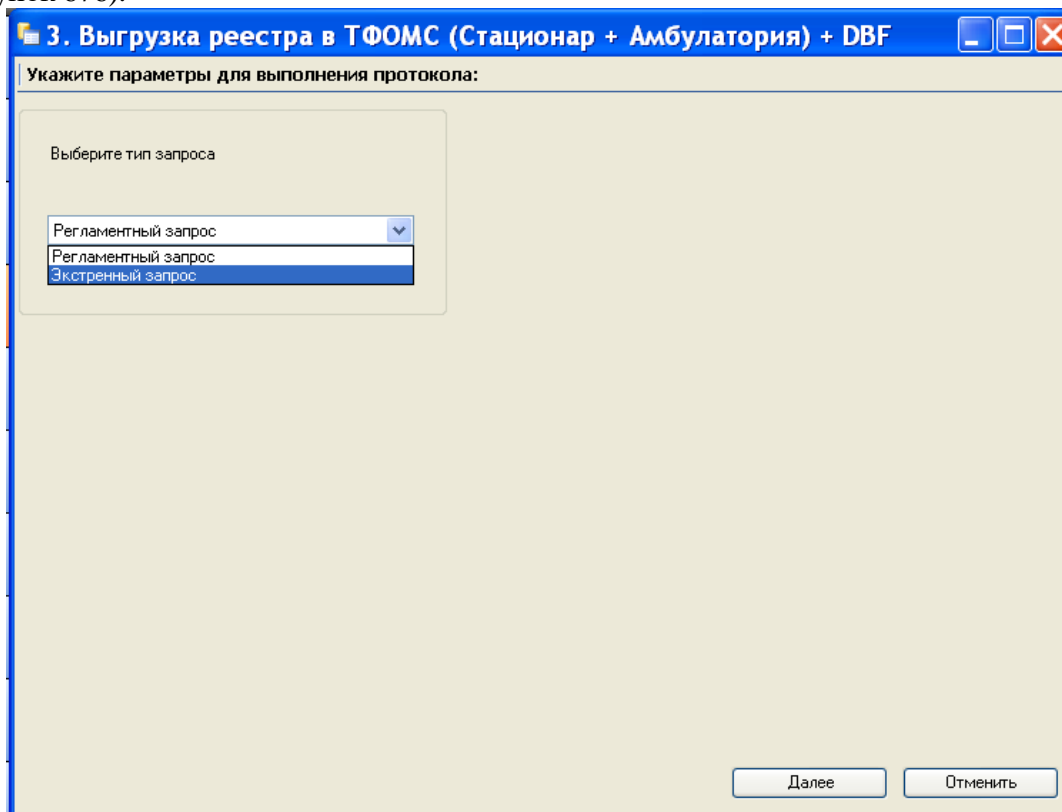 3. Выгрузка реестра в ТФОМС (Стационар + Амбулатория) + DBF
Укажите параметры для выполнения протокола:
Выберите тип запроса
Регламентный запрос
Регламентный запрос
Экстренный запрос
Далее
Отменить